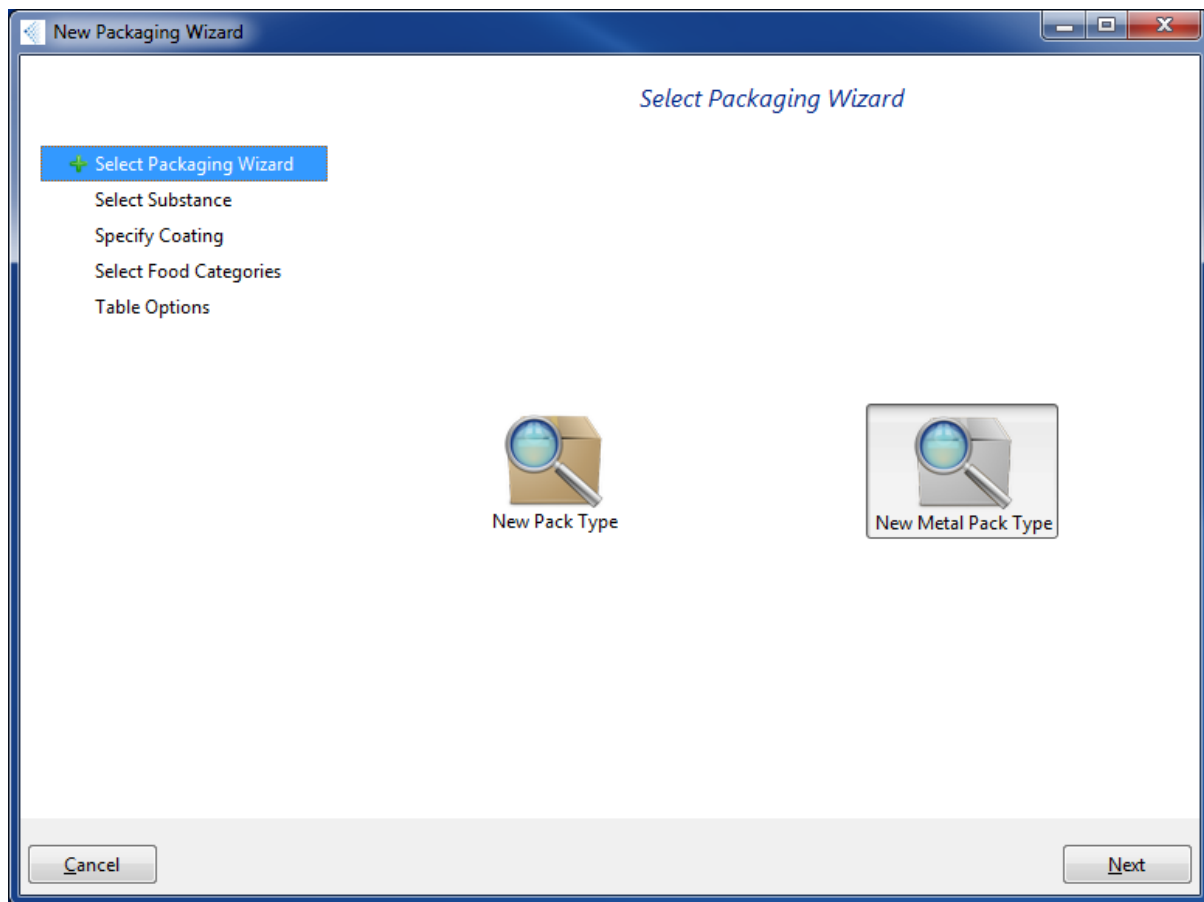 New Packaging Wizard
Select Packaging Wizard
Select Packaging Wizard
Select Substance
Specify Coating
Select Food Categories
Table Options
New Pack Type
New Metal Pack Type
Cancel
Next